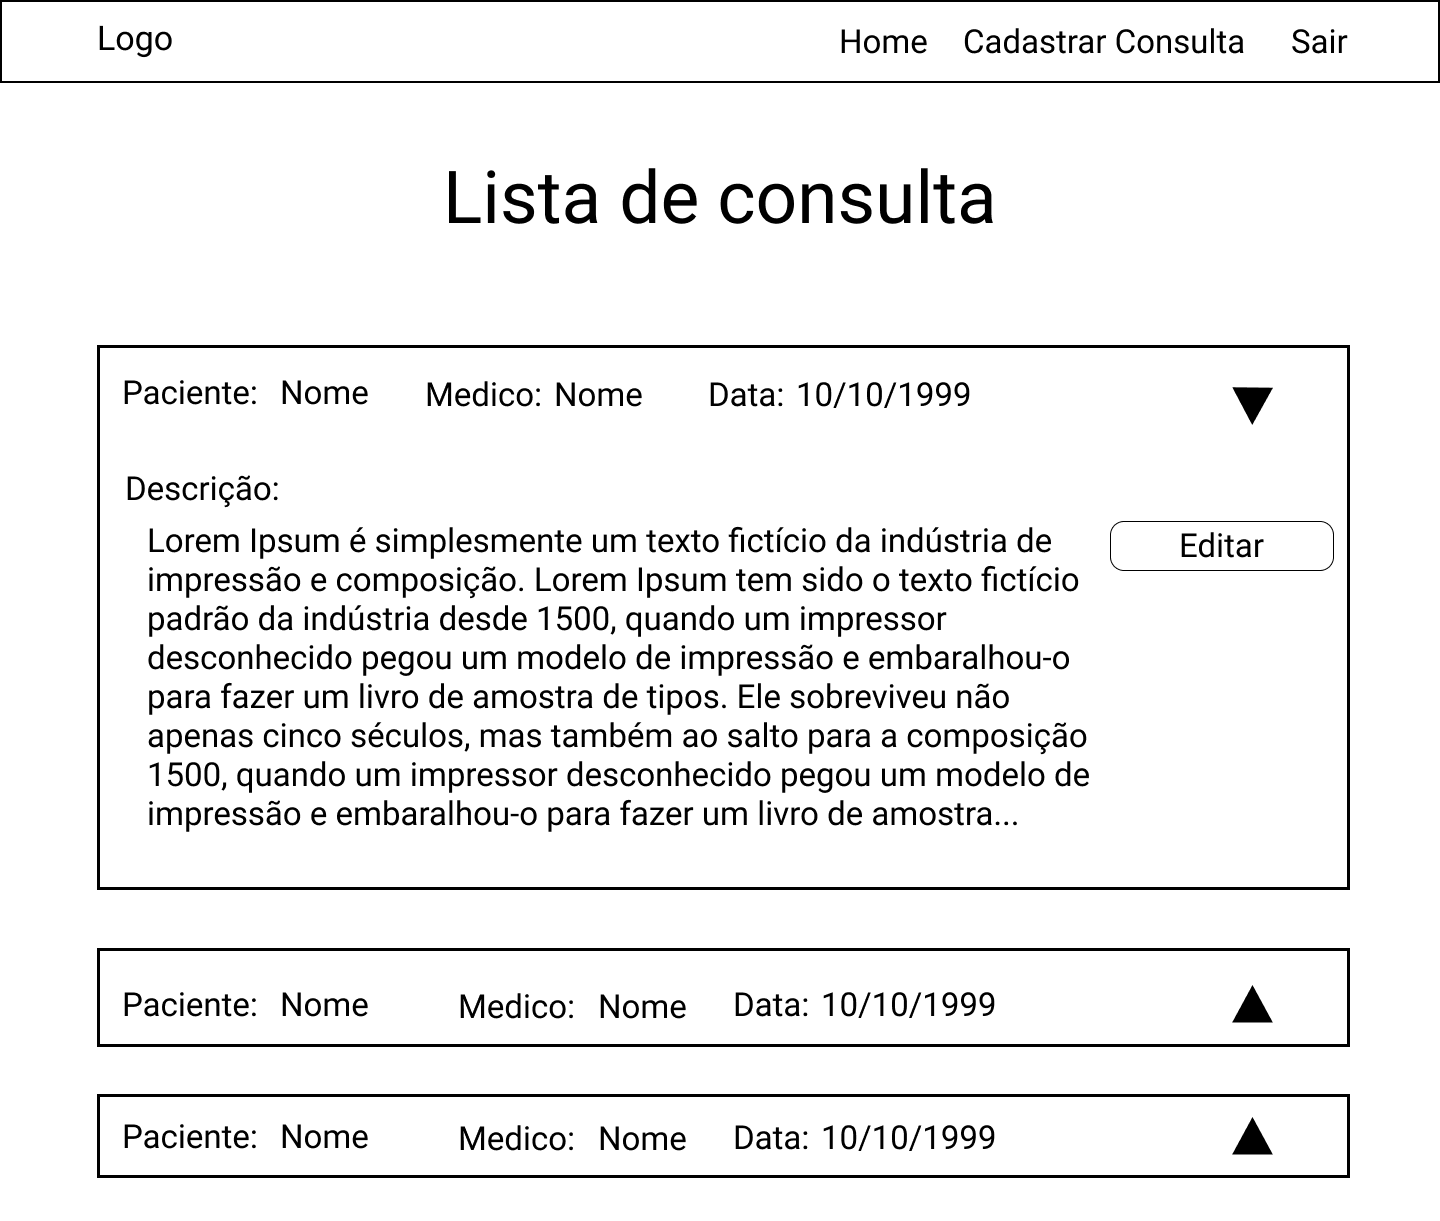 Logo Home Cadastrar Consulta Sair
Lista de consulta
Paciente: Nome Medico: Nome Data: 10/10/1999
Descrição:
Lorem Ipsum é simplesmente um texto fictício da indústria de
Editar
impressão e composição. Lorem Ipsum tem sido o texto fictício
padrão da indústria desde 1500, quando um impressor
desconhecido pegou um modelo de impressão e embaralhou-o
para fazer um livro de amostra de tipos. Ele sobreviveu não
apenas cinco séculos, mas também ao salto para a composição
1500, quando um impressor desconhecido pegou um modelo de
impressão e embaralhou-o para fazer um livro de amostra...
Paciente: Nome Medico: Nome Data: 10/10/1999
Paciente: Nome Medico: Nome Data: 10/10/1999